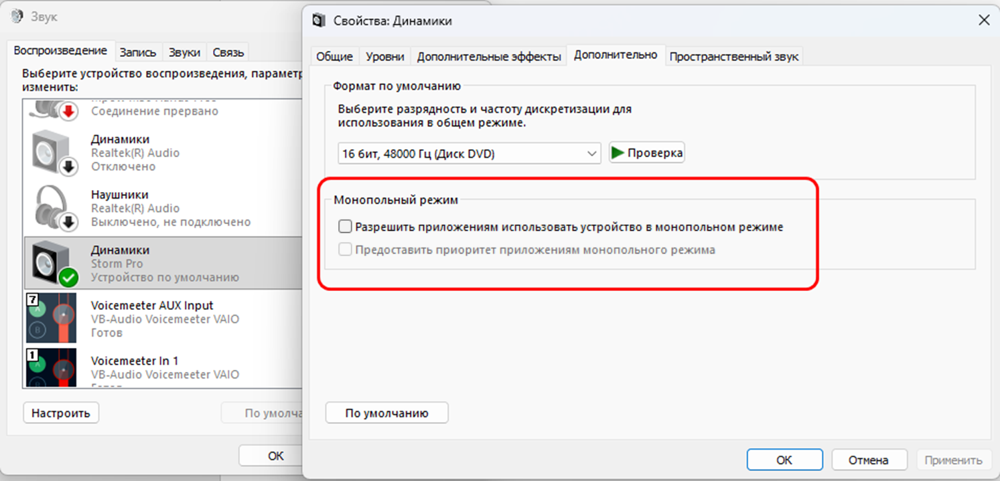 Звук
Воспроизведение
Запись
Звуки
Связь
Выберите устройство воспроизведения, параметр
изменить:
Соединение прервано
Динамики
Realtek(R) Audio
Отключено
Наушники
Realtek(R) Audio
Выключено, не подключено
Динамики
Storm Pro
Устройство по умолчанию
7
A
B
Voicemeeter AUX Input
VB-Audio Voicemeeter VAIO
Готов
1
A
Voicemeeter In 1
VB-Audio Voicemeeter VAIO
Настроить
По умолча
ОК
Свойства: Динамики
Общие
Уровни
Дополнительные эффекты
Дополнительно
Пространственный звук
Формат по умолчанию
Выберите разрядность и частоту дискретизации для
использования в общем режиме.
16 бит, 48000 Гц (Диск DVD)
Проверка
Монопольный режим
Разрешить приложениям использовать устройство в монопольном режиме
Предоставить приоритет приложениям монопольного режима
По умолчанию
ОК
Отмена
Применить